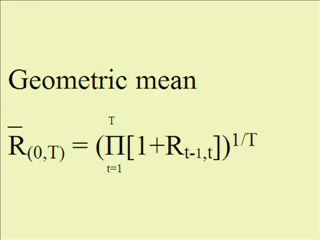 Geometric mean
R̅(0,T) = (∏[1+Rt-1,t])1/T
T
t=1